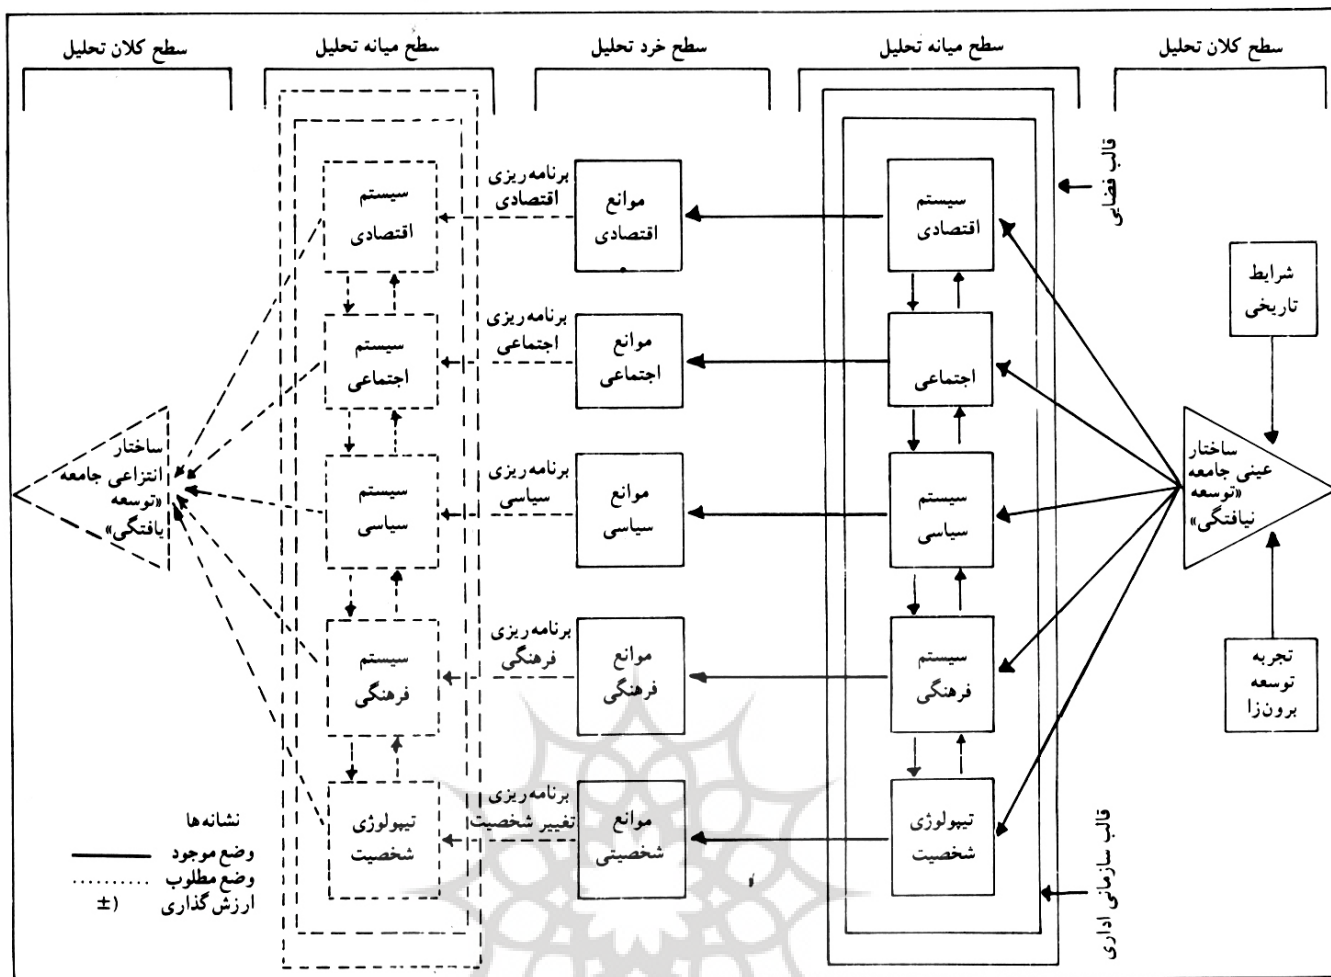 سطح کلان تحلیل
سطح میانه تحلیل
سطح خرد تحلیل
سطح میانه تحلیل
سطح کلان تحلیل
قالب فضایی
شرایط
تاریخی
ساختار
عینی جامعه
«توسعه
نیافتگی»
تجربه
توسعه
برون‌زا
قالب سازمانی اداری
سیستم
اقتصادی
اجتماعی
سیستم
سیاسی
سیستم
فرهنگی
تیپولوژی
شخصیت
موانع
اقتصادی
موانع
اجتماعی
موانع
سیاسی
موانع
فرهنگی
موانع
شخصیتی
برنامه‌ریزی
اقتصادی
برنامه‌ریزی
اجتماعی
برنامه‌ریزی
سیاسی
برنامه‌ریزی
فرهنگی
برنامه‌ریزی
تغییر شخصیت
سیستم
اقتصادی
سیستم
اجتماعی
سیستم
سیاسی
سیستم
فرهنگی
تیپولوژی
شخصیت
ساختار
انتزاعی جامعه
«توسعه
یافتگی»
نشانه‌ها
وضع موجود
وضع مطلوب
ارزش‌گذاری (±